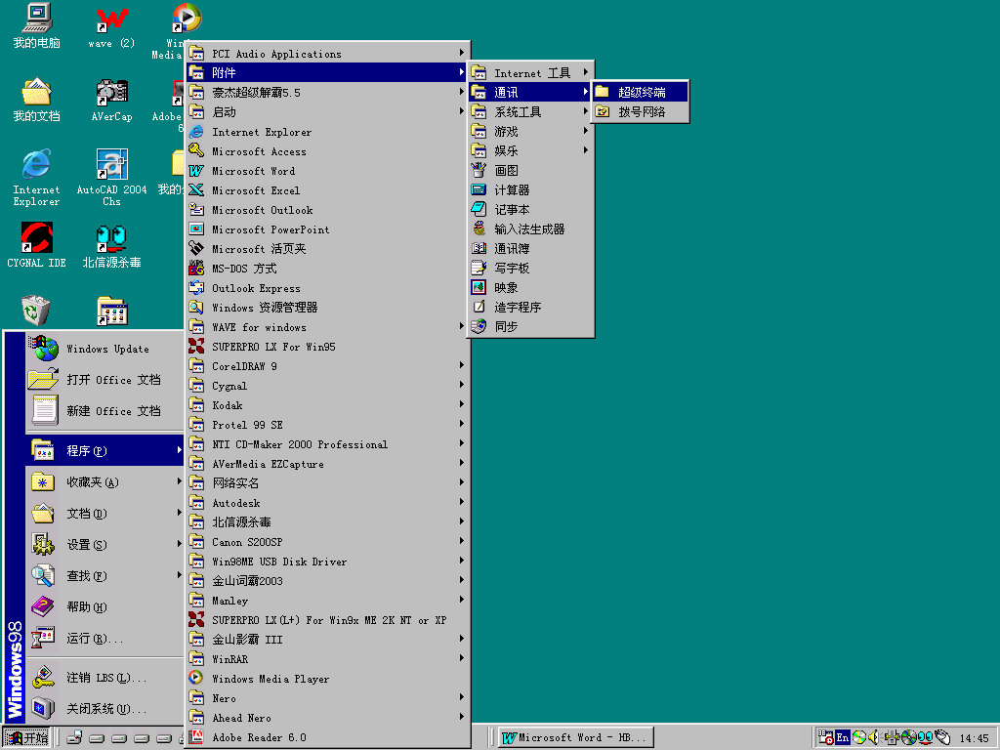 我的电脑
wave (2)
Win
Media
我的文档
AVerCap
Adobe
6
Internet
Explorer
AutoCAD 2004
Chs
我的
CYGNAL IDE
北信源杀毒
Windows98
Windows Update
打开 Office 文档
新建 Office 文档
程序(P)
收藏夹(A)
文档(D)
设置(S)
查找(F)
帮助(H)
运行(R)...
注销 LBS(L)...
关闭系统(U)...
PCI Audio Applications
附件
豪杰超级解霸5.5
启动
Internet Explorer
Microsoft Access
Microsoft Word
Microsoft Excel
Microsoft Outlook
Microsoft PowerPoint
Microsoft 活页夹
MS-DOS 方式
Outlook Express
Windows 资源管理器
WAVE for windows
SUPERPRO LX For Win95
CorelDRAW 9
Cygnal
Kodak
Protel 99 SE
NTI CD-Maker 2000 Professional
AVerMedia EZCapture
网络实名
Autodesk
北信源杀毒
Canon S200SP
Win98ME USB Disk Driver
金山词霸2003
Manley
SUPERPRO LX(L+) For Win9x ME 2K NT or XP
金山影霸 III
WinRAR
Windows Media Player
Nero
Ahead Nero
Adobe Reader 6.0
Internet 工具
通讯
系统工具
游戏
娱乐
画图
计算器
记事本
输入法生成器
通讯簿
写字板
映象
造字程序
同步
超级终端
拨号网络
开始
Microsoft Word - HB...
En
14:45